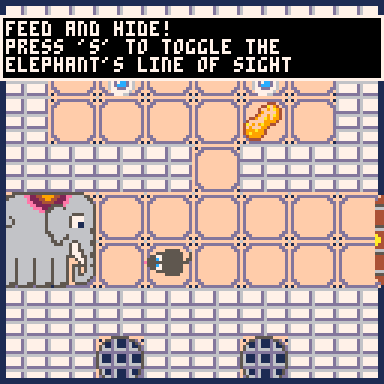 FEED AND HIDE!
PRESS 'S' TO TOGGLE THE
ELEPHANT'S LINE OF SIGHT